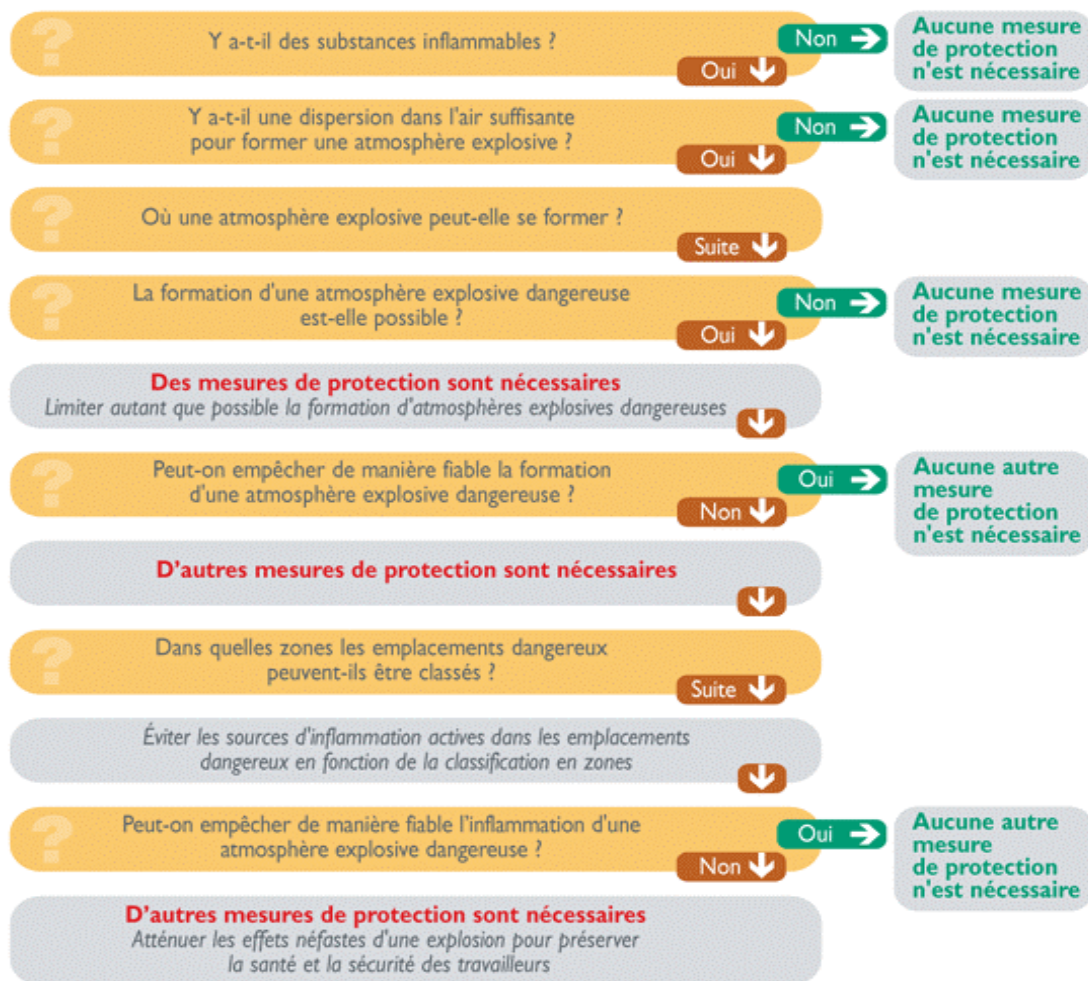 ?
Y a-t-il des substances inflammables ?
Non
Oui
Aucune mesure
de protection
n'est nécessaire
?
Y a-t-il une dispersion dans l'air suffisante
pour former une atmosphère explosive ?
Non
Oui
Aucune mesure
de protection
n'est nécessaire
?
Où une atmosphère explosive peut-elle se former ?
Suite
?
La formation d'une atmosphère explosive dangereuse
est-elle possible ?
Non
Oui
Aucune mesure
de protection
n'est nécessaire
Des mesures de protection sont nécessaires
Limiter autant que possible la formation d'atmosphères explosives dangereuses
?
Peut-on empêcher de manière fiable la formation
d'une atmosphère explosive dangereuse ?
Oui
Non
Aucune autre
mesure
de protection
n'est nécessaire
D'autres mesures de protection sont nécessaires
?
Dans quelles zones les emplacements dangereux
peuvent-ils être classés ?
Suite
Éviter les sources d'inflammation actives dans les emplacements
dangereux en fonction de la classification en zones
?
Peut-on empêcher de manière fiable l'inflammation d'une
atmosphère explosive dangereuse ?
Oui
Non
Aucune autre
mesure
de protection
n'est nécessaire
D'autres mesures de protection sont nécessaires
Atténuer les effets néfastes d'une explosion pour préserver
la santé et la sécurité des travailleurs